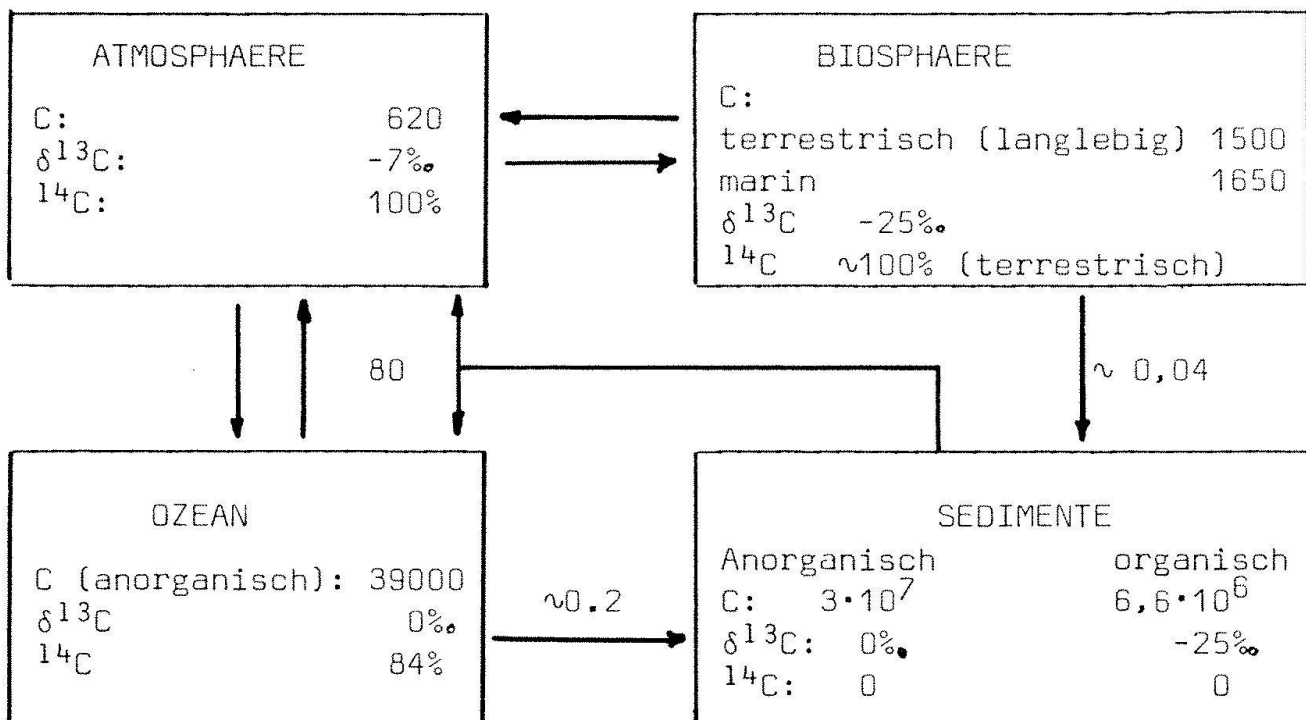 ATMOSPHAERE
C: 620
δ¹³C: -7‰
¹⁴C: 100%
BIOSPHAERE
C:
terrestrisch (langlebig) 1500
marin 1650
δ¹³C -25‰
¹⁴C ~100% (terrestrisch)
80
~ 0,04
OZEAN
C (anorganisch): 39000
δ¹³C 0‰
¹⁴C 84%
~0.2
SEDIMENTE
Anorganisch organisch
C: 3·10⁷ 6,6·10⁶
δ¹³C: 0‰ -25‰
¹⁴C: 0 0